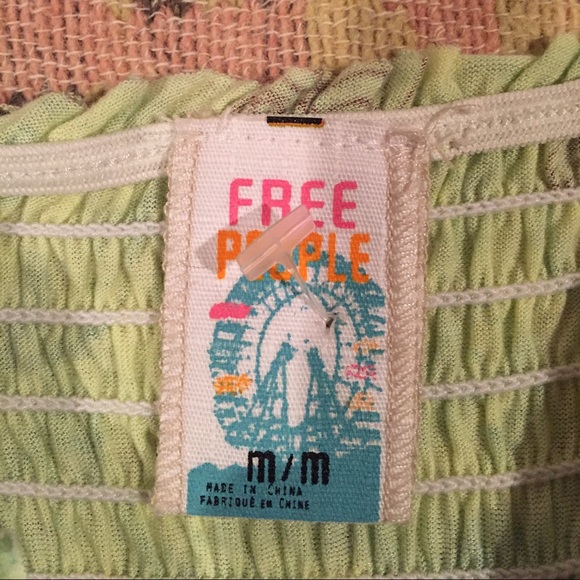 FREE
PEOPLE
m/m
MADE IN CHINA
FABRIQUÉ EN CHINE